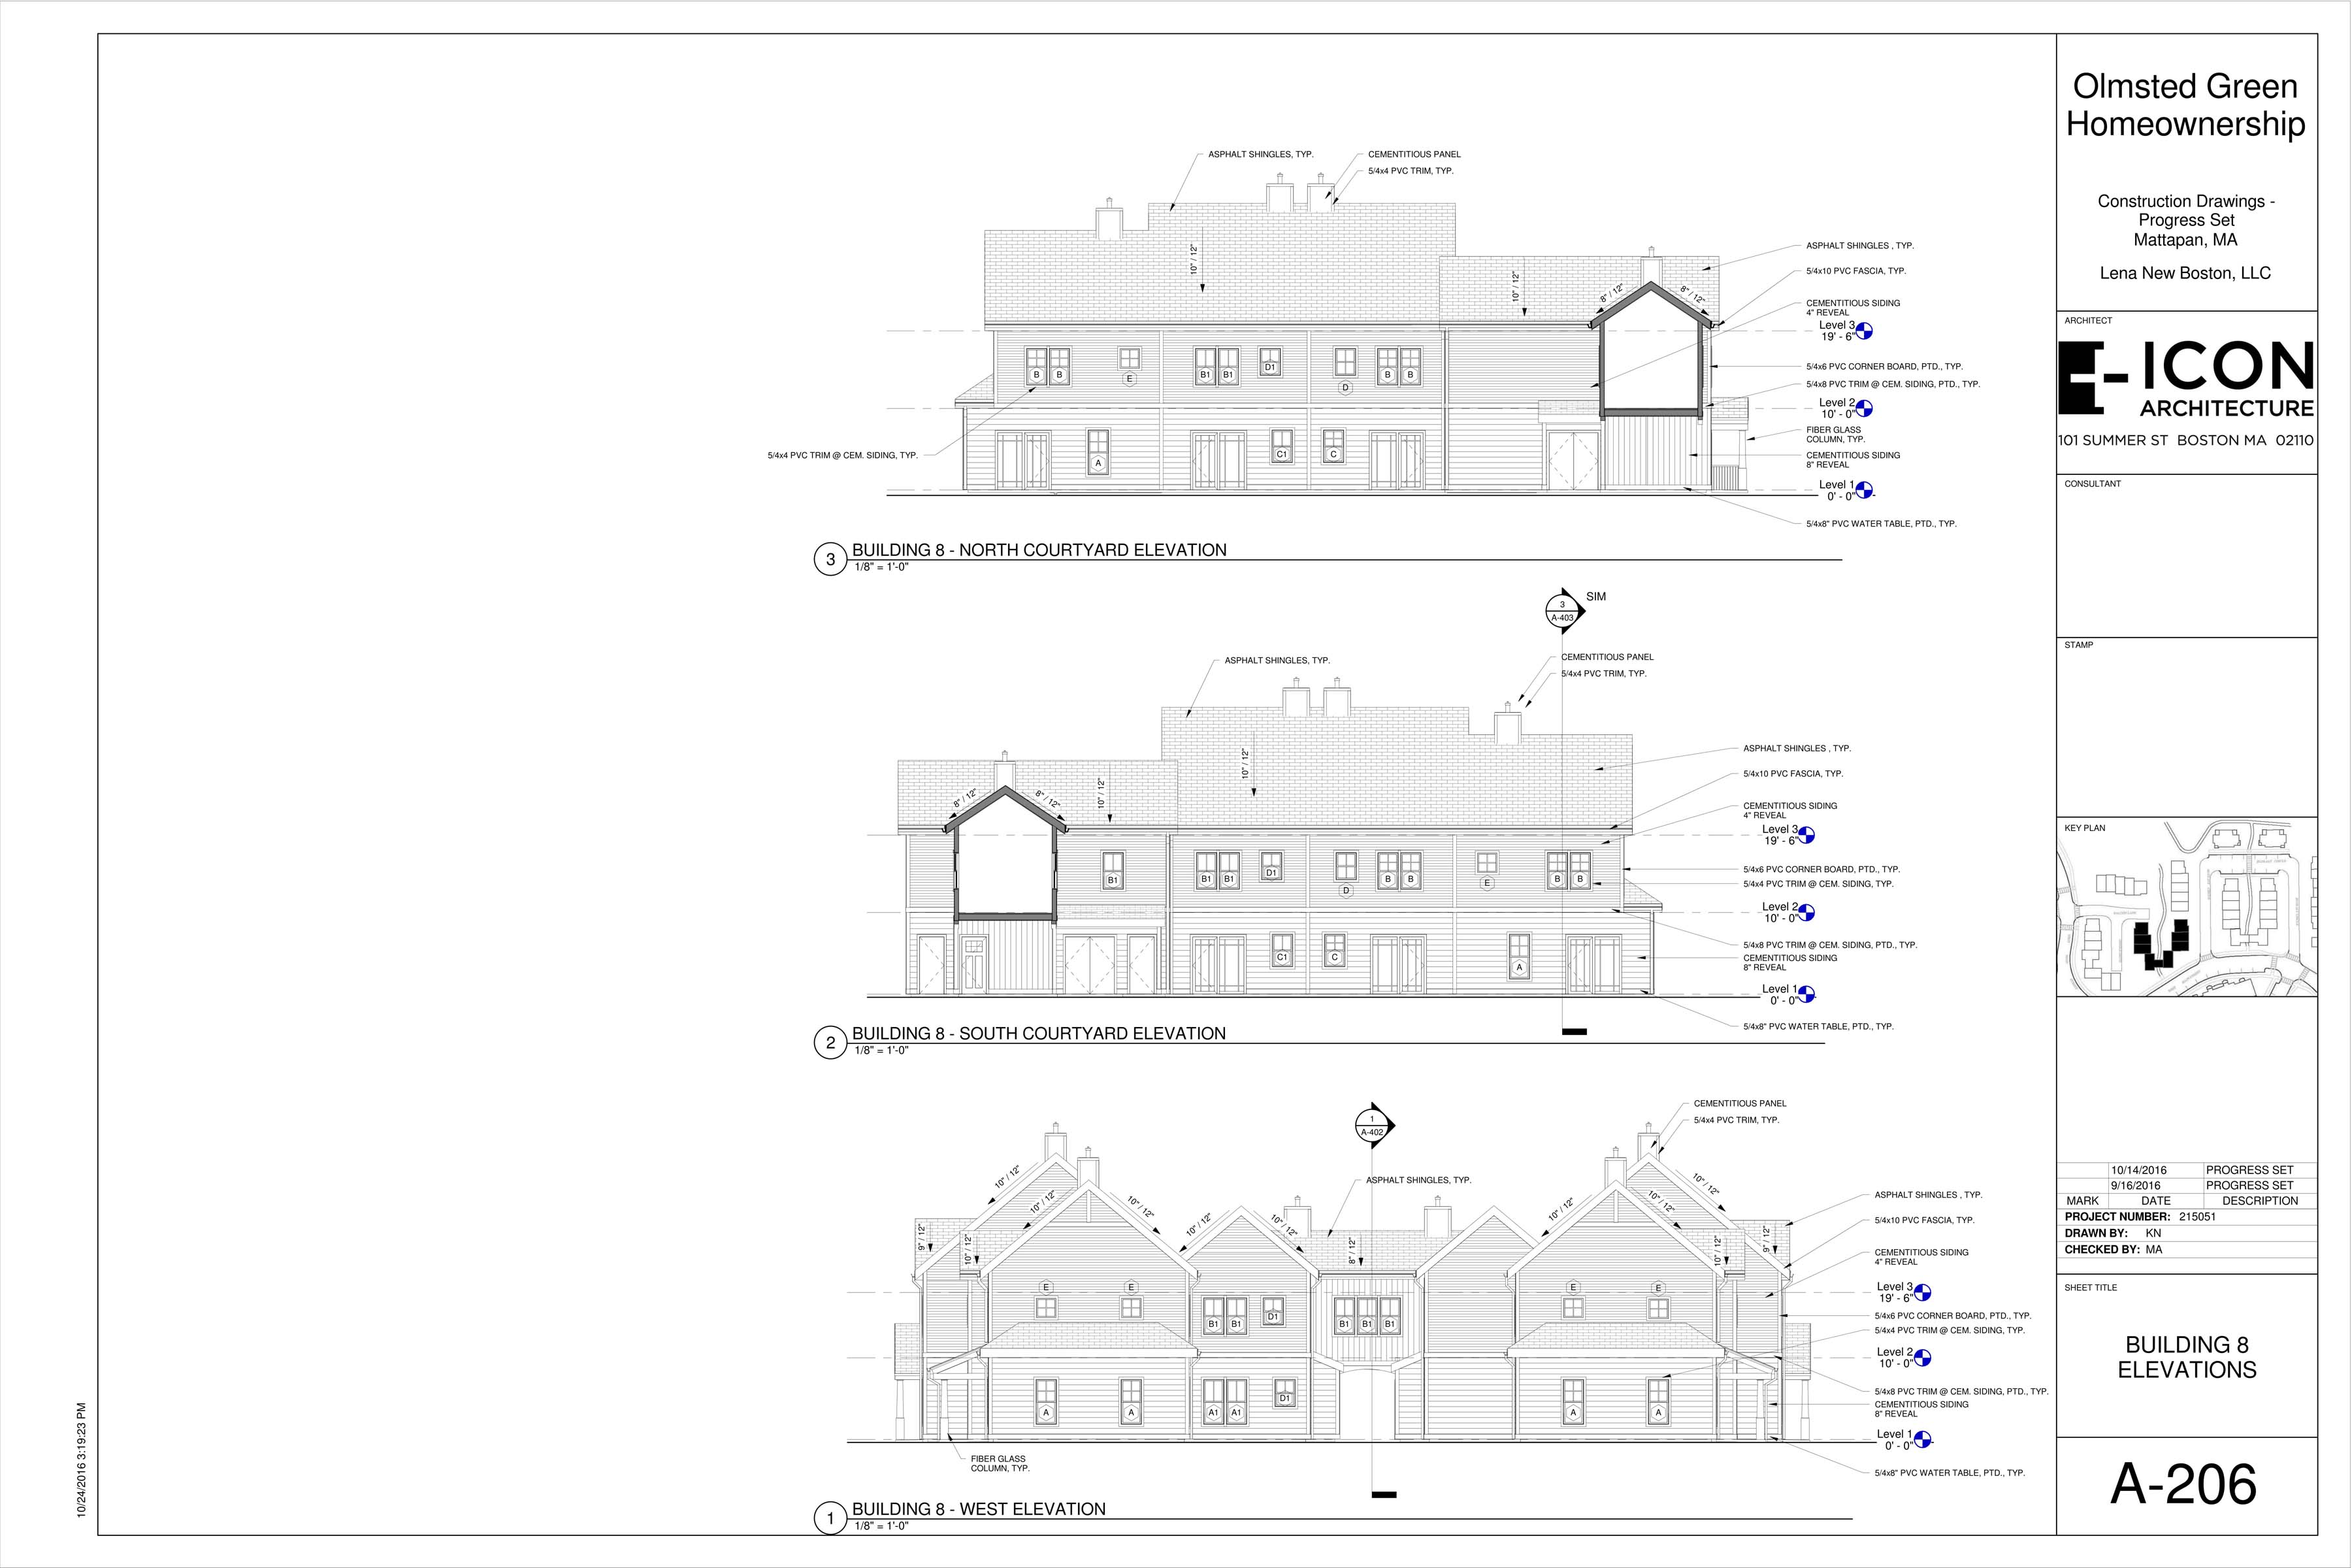 ASPHALT SHINGLES, TYP.
CEMENTITIOUS PANEL
5/4x4 PVC TRIM, TYP.
10" / 12"
10" / 12"
8" / 12"
8" / 12"
ASPHALT SHINGLES , TYP.
5/4x10 PVC FASCIA, TYP.
CEMENTITIOUS SIDING
4" REVEAL
Level 3
19' - 6"
5/4x6 PVC CORNER BOARD, PTD., TYP.
5/4x8 PVC TRIM @ CEM. SIDING, PTD., TYP.
Level 2
10' - 0"
FIBER GLASS
COLUMN, TYP.
CEMENTITIOUS SIDING
8" REVEAL
Level 1
0' - 0"
5/4x8" PVC WATER TABLE, PTD., TYP.
B B E B1 B1 D1 D B B
5/4x4 PVC TRIM @ CEM. SIDING, TYP.
A C1 C
3 BUILDING 8 - NORTH COURTYARD ELEVATION
1/8" = 1'-0"
3
A-403
SIM
ASPHALT SHINGLES, TYP.
CEMENTITIOUS PANEL
5/4x4 PVC TRIM, TYP.
8" / 12"
8" / 12"
10" / 12"
10" / 12"
ASPHALT SHINGLES , TYP.
5/4x10 PVC FASCIA, TYP.
CEMENTITIOUS SIDING
4" REVEAL
Level 3
19' - 6"
5/4x6 PVC CORNER BOARD, PTD., TYP.
5/4x4 PVC TRIM @ CEM. SIDING, TYP.
Level 2
10' - 0"
5/4x8 PVC TRIM @ CEM. SIDING, PTD., TYP.
CEMENTITIOUS SIDING
8" REVEAL
Level 1
0' - 0"
5/4x8" PVC WATER TABLE, PTD., TYP.
B1 B1 B1 D1 D B B E B B
C1 C A
2 BUILDING 8 - SOUTH COURTYARD ELEVATION
1/8" = 1'-0"
1
A-402
CEMENTITIOUS PANEL
5/4x4 PVC TRIM, TYP.
ASPHALT SHINGLES, TYP.
10" / 12"
10" / 12"
10" / 12"
10" / 12"
10" / 12"
10" / 12"
10" / 12"
10" / 12"
9" / 12"
10" / 12"
8" / 12"
10" / 12"
9" / 12"
ASPHALT SHINGLES , TYP.
5/4x10 PVC FASCIA, TYP.
CEMENTITIOUS SIDING
4" REVEAL
Level 3
19' - 6"
5/4x6 PVC CORNER BOARD, PTD., TYP.
5/4x4 PVC TRIM @ CEM. SIDING, TYP.
Level 2
10' - 0"
5/4x8 PVC TRIM @ CEM. SIDING, PTD., TYP.
CEMENTITIOUS SIDING
8" REVEAL
Level 1
0' - 0"
5/4x8" PVC WATER TABLE, PTD., TYP.
E E E E
B1 B1 D1 B1 B1 B1
A A A1 A1 D1 A A
FIBER GLASS
COLUMN, TYP.
1 BUILDING 8 - WEST ELEVATION
1/8" = 1'-0"
10/24/2016 3:19:23 PM
Olmsted Green
Homeownership
Construction Drawings -
Progress Set
Mattapan, MA
Lena New Boston, LLC
ARCHITECT
ICON
ARCHITECTURE
101 SUMMER ST BOSTON MA 02110
CONSULTANT
STAMP
KEY PLAN
10/14/2016 PROGRESS SET
9/16/2016 PROGRESS SET
MARK DATE DESCRIPTION
PROJECT NUMBER: 215051
DRAWN BY: KN
CHECKED BY: MA
SHEET TITLE
BUILDING 8
ELEVATIONS
A-206